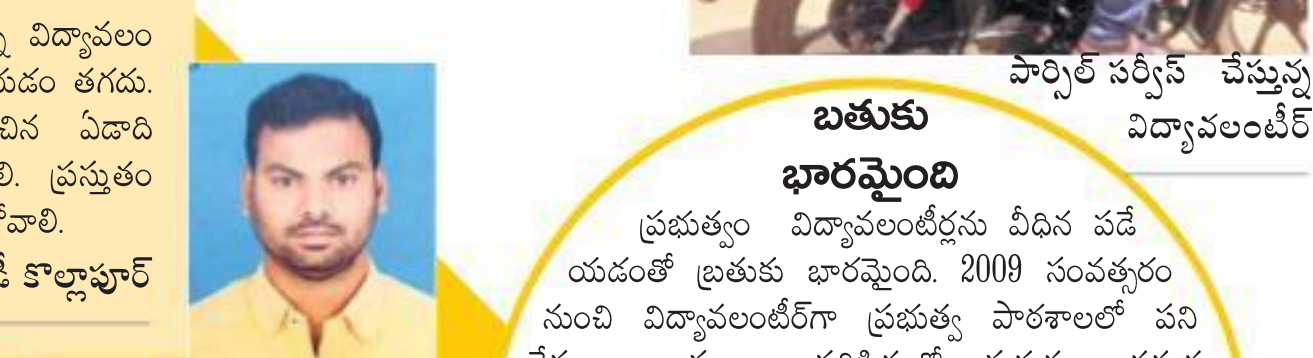 విద్యావలం
తగదు.
ఏడాది
ప్రస్తుతం
కొల్లాపూర్
పార్సిల్ సర్వీస్ చేస్తున్న
విద్యావలంటీర్
బతుకు
భారమైంది
ప్రభుత్వం విద్యావలంటీర్లను వీధిన పడే
యడంతో బ్రతుకు భారమైంది. 2009 సంవత్సరం
నుంచి విద్యావలంటీర్‌గా ప్రభుత్వ పాఠశాలలో పని